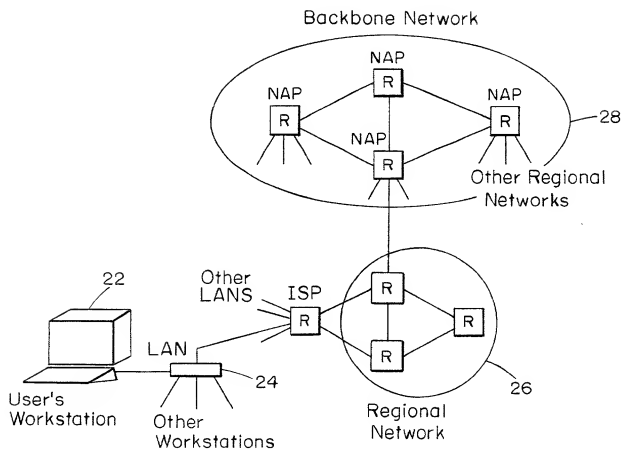 Backbone Network
NAP
R
NAP
R
NAP
R
NAP
R
28
Other Regional
Networks
22
Other
LANS
ISP
R
R
R
R
LAN
24
26
User's
Workstation
Other
Workstations
Regional
Network